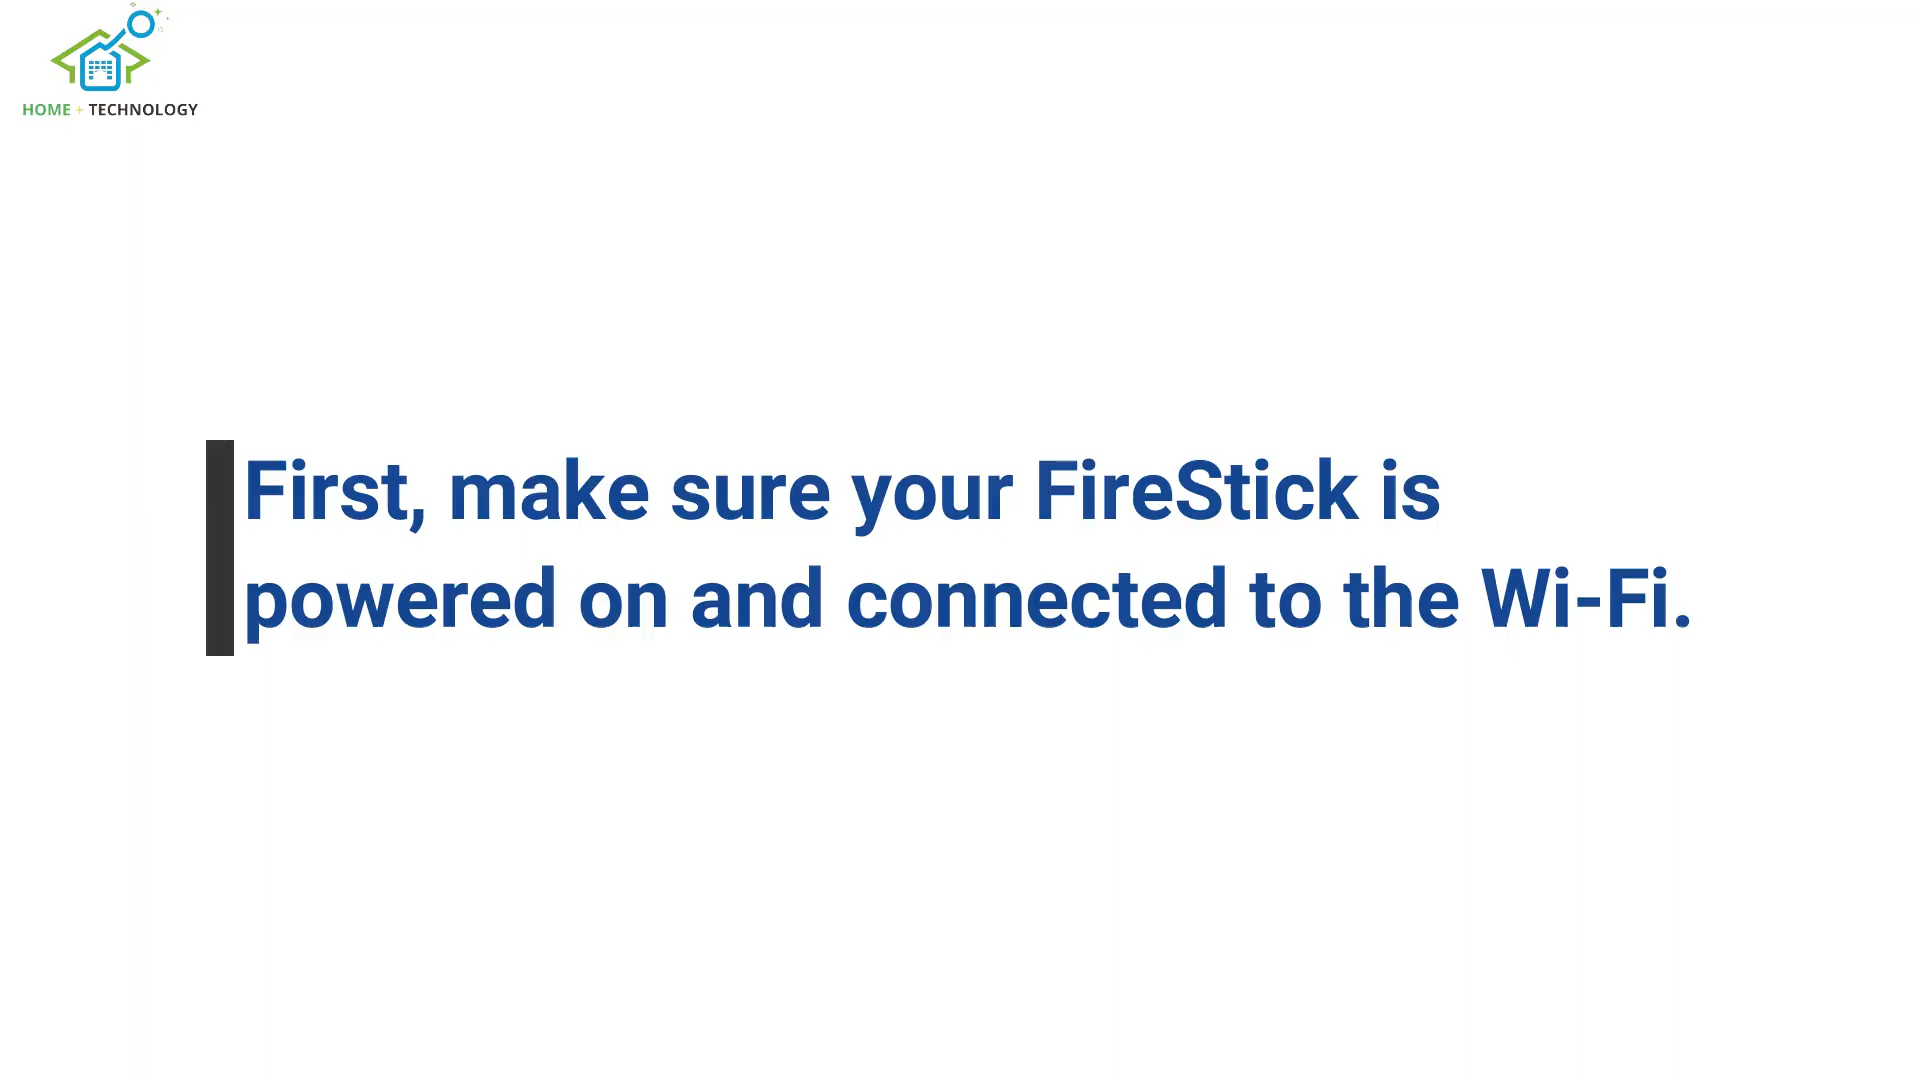 HOME + TECHNOLOGY
First, make sure your FireStick is
powered on and connected to the Wi-Fi.